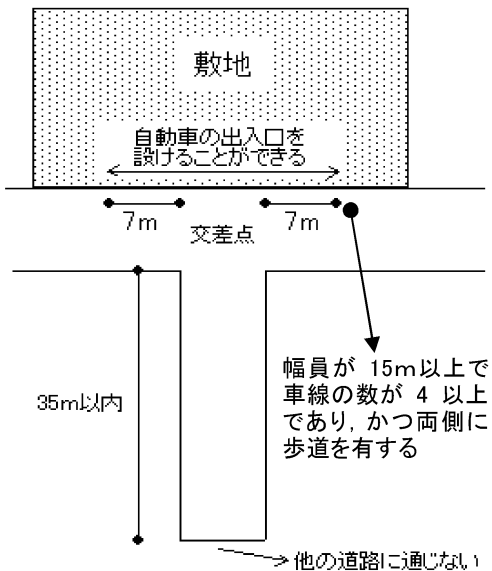 敷地
自動車の出入口を
設けることができる
7m
7m
交差点
35m以内
幅員が 15m以上で
車線の数が 4 以上
であり, かつ両側に
歩道を有する
他の道路に通じない